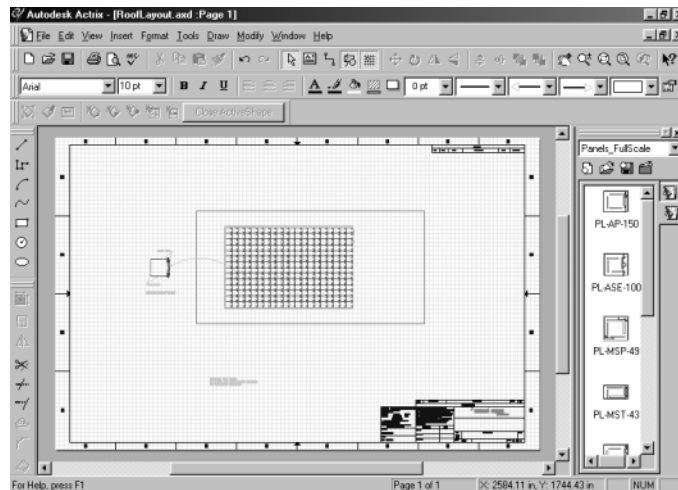 Autodesk Actrix - [RoofLayout.axd :Page 1]
File Edit View Insert Format Tools Draw Modify Window Help
Arial 10 pt B I U A 0 pt
Close ActiveShape
Panels_FullScale
PL-AP-150
PL-ASE-100
PL-MSP-49
PL-MST-43
For Help, press F1 Page 1 of 1 X: 2584.11 in, Y: 1744.43 in NUM